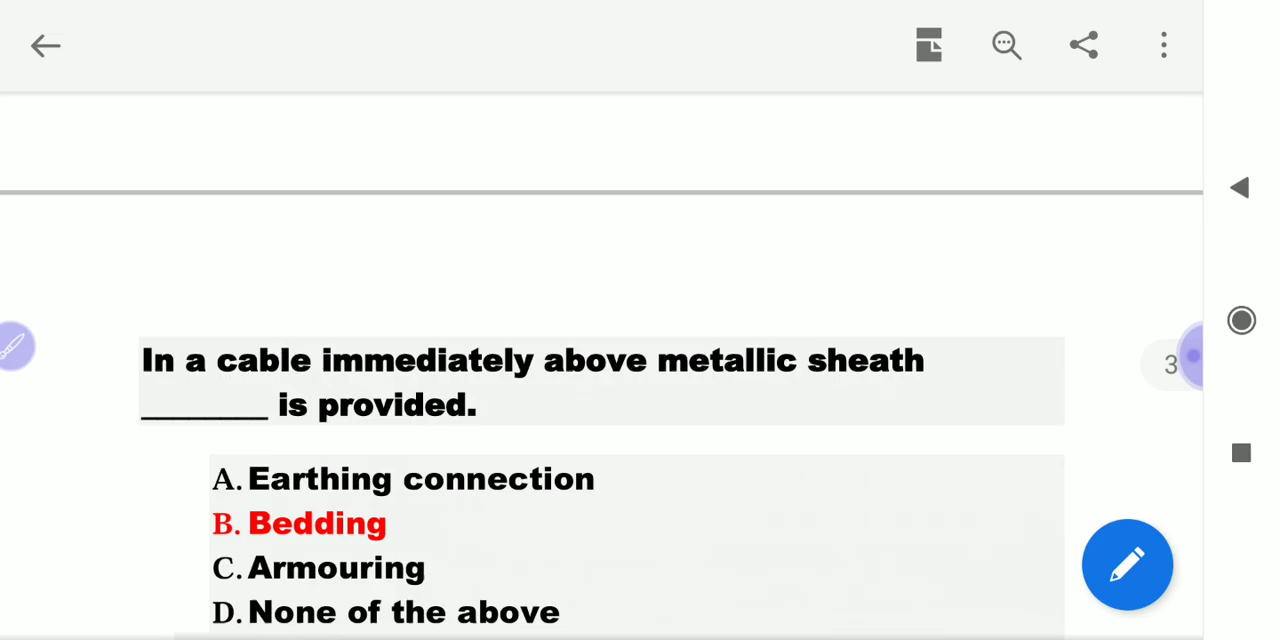 In a cable immediately above metallic sheath
________ is provided.
3
A. Earthing connection
B. Bedding
C. Armouring
D. None of the above